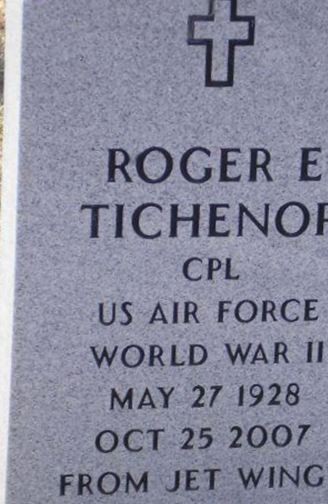 ROGER E
TICHENOR
CPL
US AIR FORCE
WORLD WAR II
MAY 27 1928
OCT 25 2007
FROM JET WING